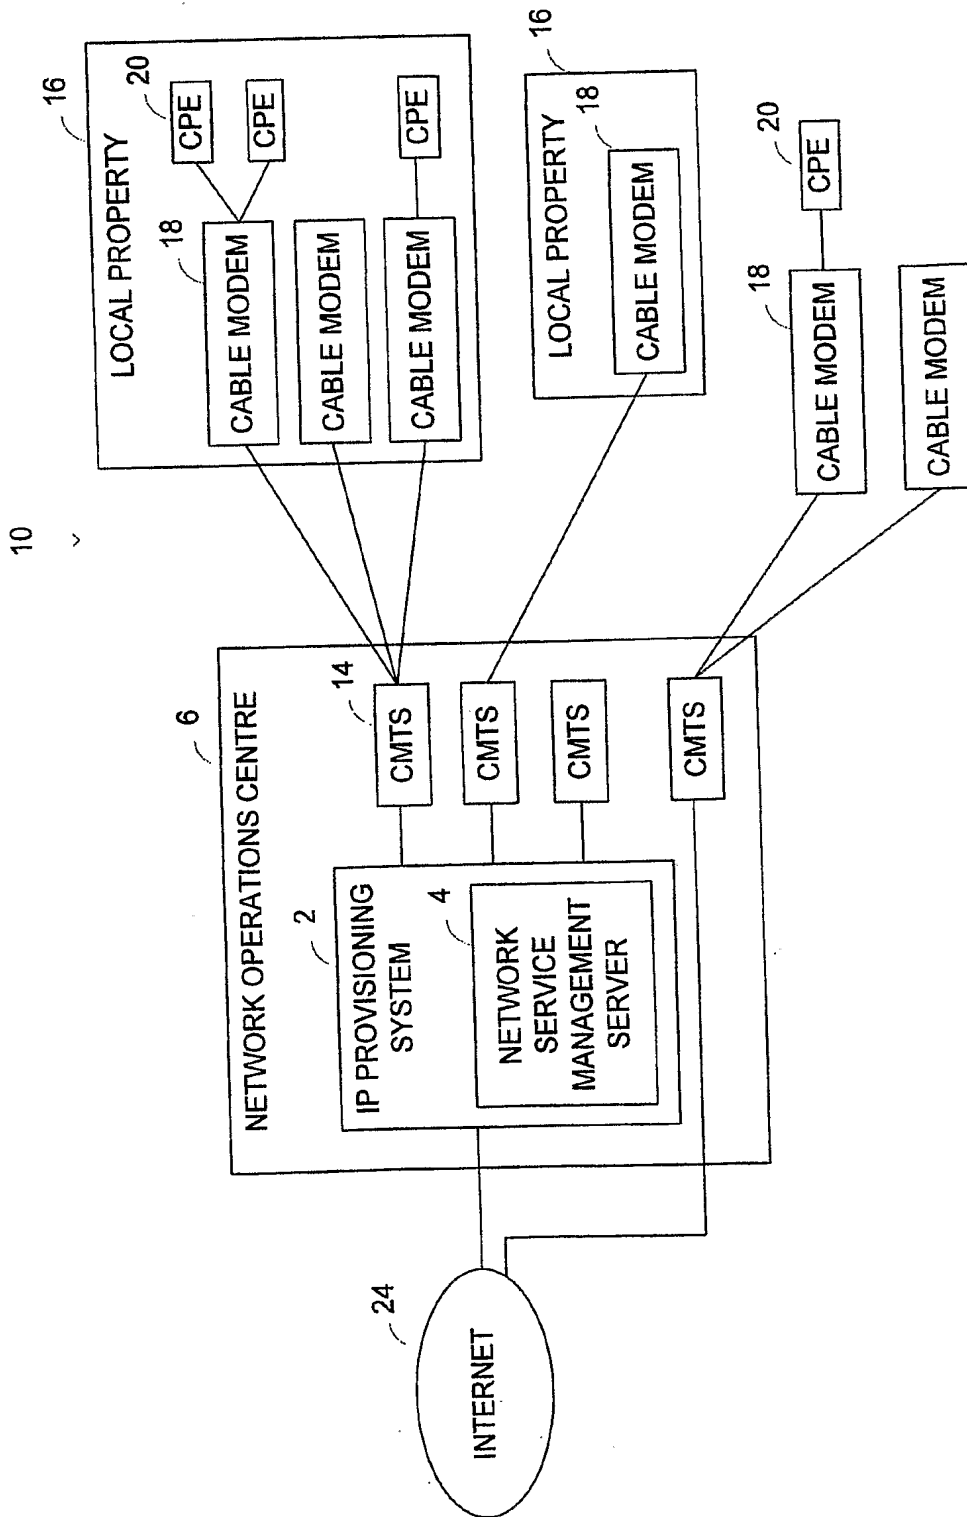 10
NETWORK OPERATIONS CENTRE
6
IP PROVISIONING
SYSTEM
2
NETWORK
SERVICE
MANAGEMENT
SERVER
4
CMTS
14
CMTS
CMTS
CMTS
INTERNET
24
LOCAL PROPERTY
16
CABLE MODEM
18
CPE
20
CPE
CABLE MODEM
CABLE MODEM
CPE
LOCAL PROPERTY
16
CABLE MODEM
18
CABLE MODEM
18
CPE
20
CABLE MODEM